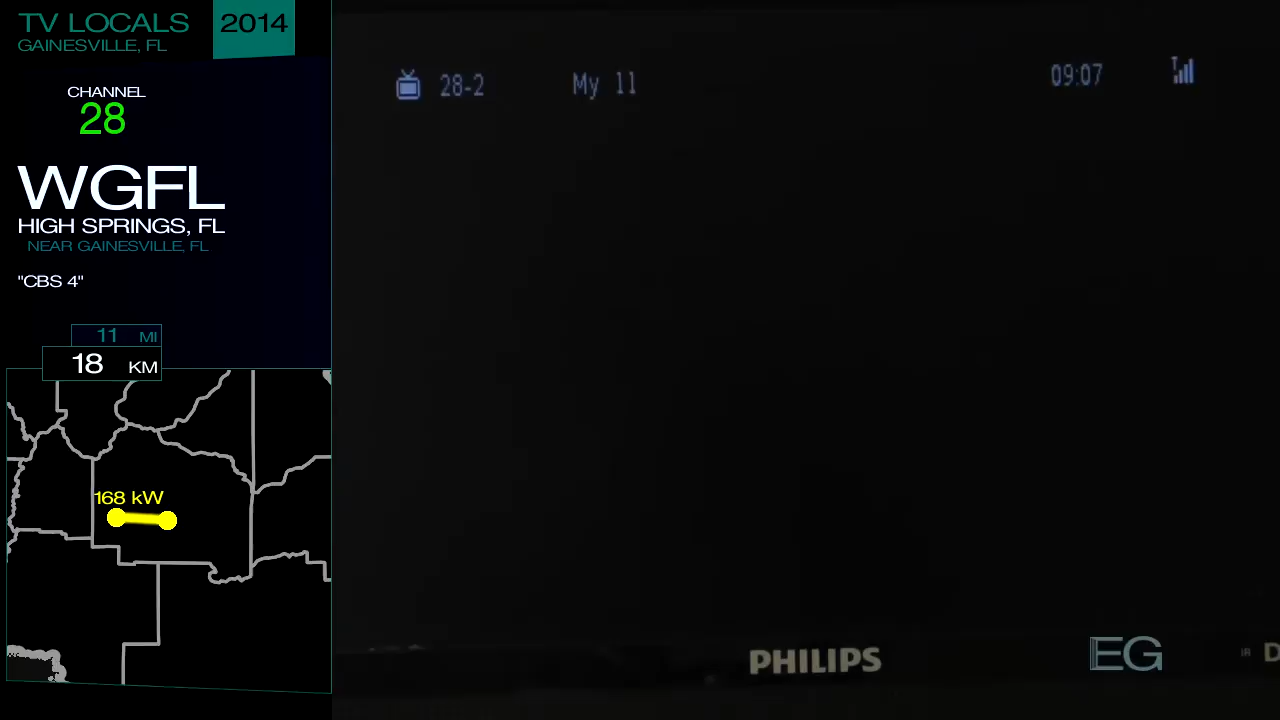 TV LOCALS
GAINESVILLE, FL
2014
CHANNEL
28
WGFL
HIGH SPRINGS, FL
NEAR GAINESVILLE, FL
"CBS 4"
11 MI
18 KM
168 kW
28-2 My 11 09:07
PHILIPS
EG